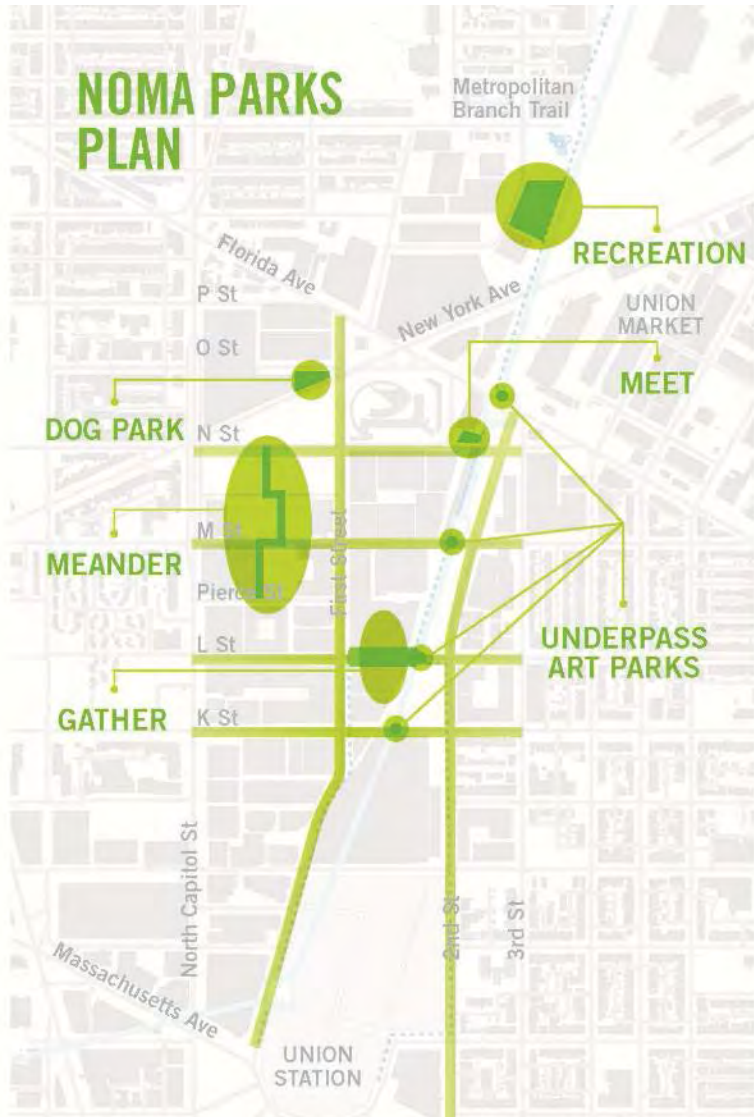 NOMA PARKS
PLAN
Metropolitan
Branch Trail
RECREATION
Florida Ave
New York Ave
P St
UNION
MARKET
O St
MEET
DOG PARK
N St
M St
MEANDER
First Street
Pierce St
L St
UNDERPASS
ART PARKS
GATHER
K St
North Capitol St
2nd St
3rd St
Massachusetts Ave
UNION
STATION